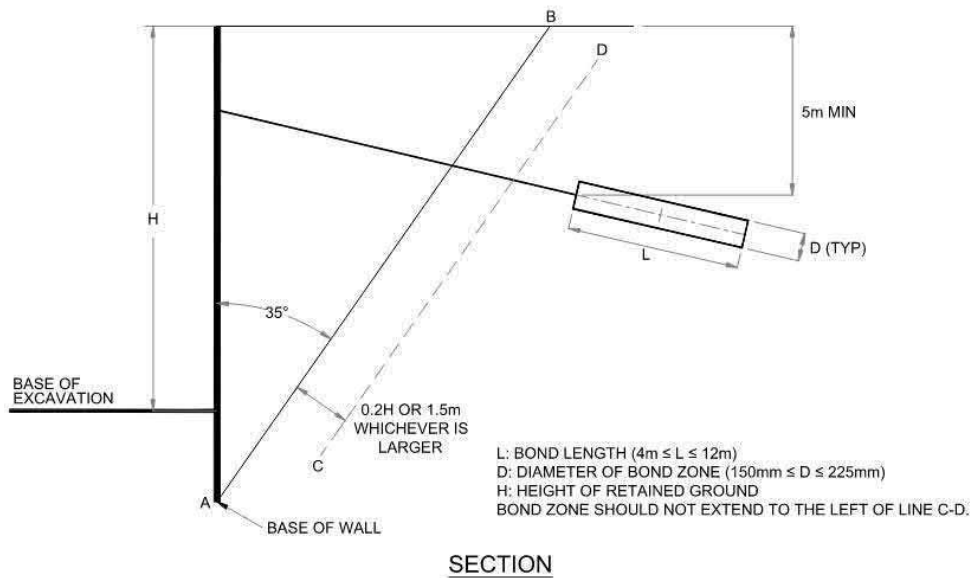 B
D
5m MIN
H
D (TYP)
L
35°
BASE OF
EXCAVATION
0.2H OR 1.5m
WHICHEVER IS
LARGER
C
L: BOND LENGTH (4m ≤ L ≤ 12m)
D: DIAMETER OF BOND ZONE (150mm ≤ D ≤ 225mm)
H: HEIGHT OF RETAINED GROUND
BOND ZONE SHOULD NOT EXTEND TO THE LEFT OF LINE C-D.
A
BASE OF WALL
SECTION